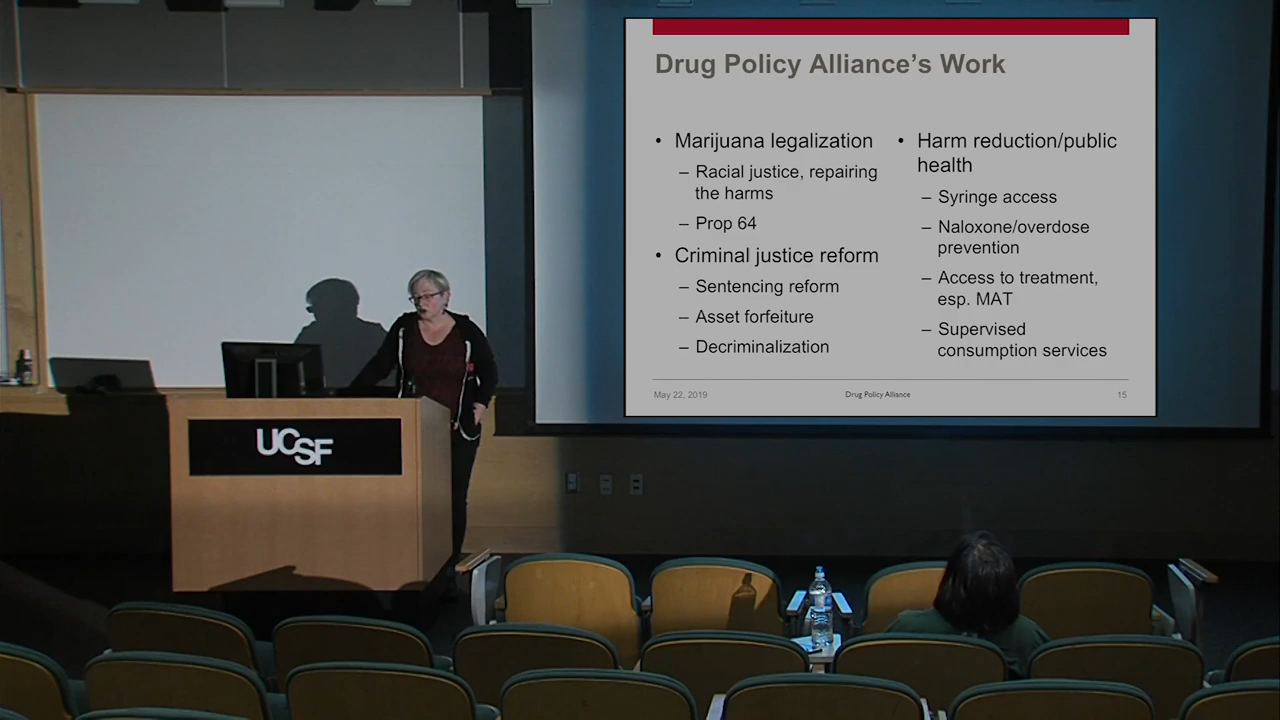 Drug Policy Alliance's Work
• Marijuana legalization
– Racial justice, repairing
the harms
– Prop 64
• Criminal justice reform
– Sentencing reform
– Asset forfeiture
– Decriminalization
• Harm reduction/public
health
– Syringe access
– Naloxone/overdose
prevention
– Access to treatment,
esp. MAT
– Supervised
consumption services
May 22, 2019
Drug Policy Alliance
15
UCSF